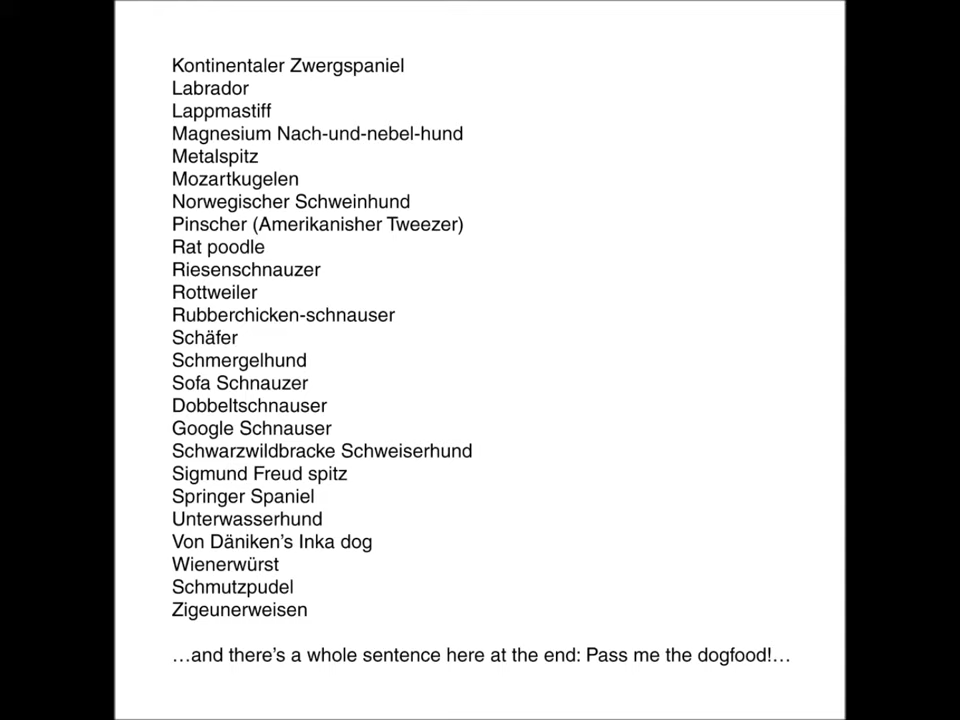 Kontinentaler Zwergspaniel
Labrador
Lappmastiff
Magnesium Nach-und-nebel-hund
Metalspitz
Mozartkugelen
Norwegischer Schweinhund
Pinscher (Amerikanisher Tweezer)
Rat poodle
Riesenschnauzer
Rottweiler
Rubberchicken-schnauser
Schäfer
Schmergelhund
Sofa Schnauzer
Dobbeltschnauser
Google Schnauser
Schwarzwildbracke Schweiserhund
Sigmund Freud spitz
Springer Spaniel
Unterwasserhund
Von Däniken’s Inka dog
Wienerwürst
Schmutzpudel
Zigeunerweisen
…and there’s a whole sentence here at the end: Pass me the dogfood!…